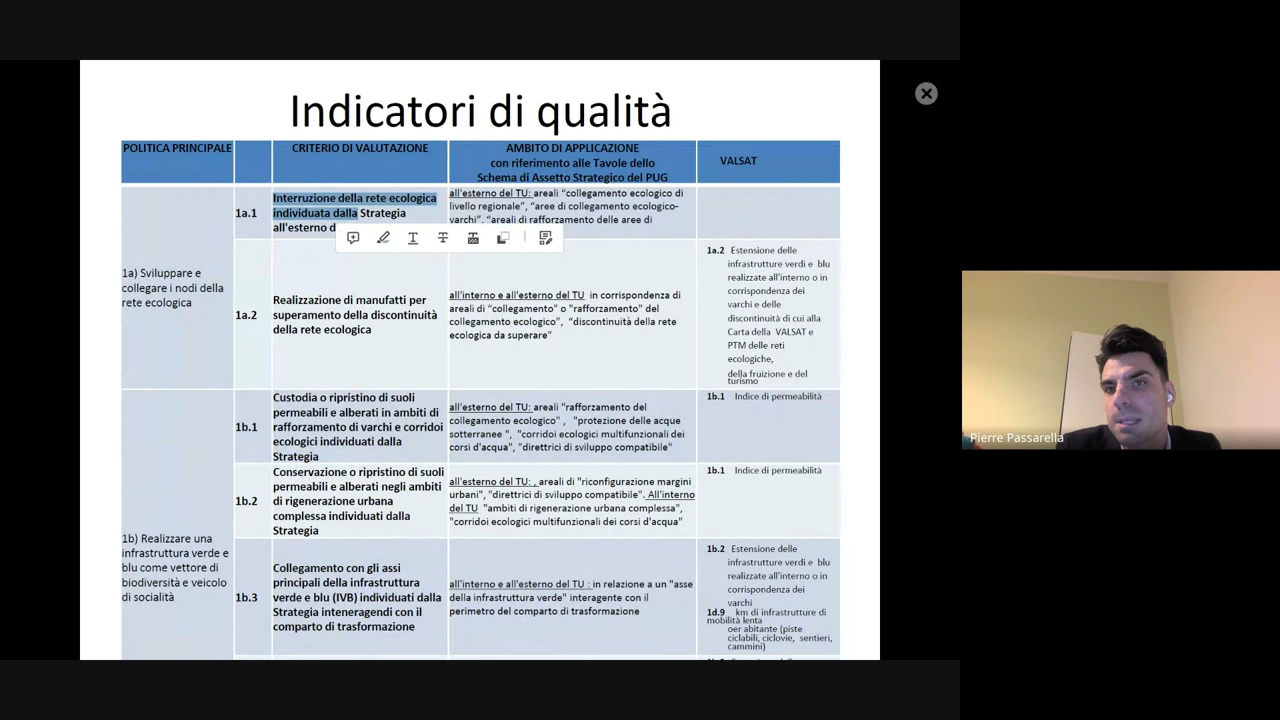 Indicatori di qualità
POLITICA PRINCIPALE
CRITERIO DI VALUTAZIONE
AMBITO DI APPLICAZIONE
con riferimento alle Tavole dello
Schema di Assetto Strategico del PUG
VALSAT
1a) Sviluppare e
collegare i nodi della
rete ecologica
1a.1
Interruzione della rete ecologica
individuata dalla Strategia
all'esterno d
all'esterno del TU: areali “collegamento ecologico di
livello regionale”, “aree di collegamento ecologico-
varchi”. “areali di rafforzamento delle aree di
1a.2
Realizzazione di manufatti per
superamento della discontinuità
della rete ecologica
all'interno e all'esterno del TU in corrispondenza di
areali di “collegamento" o "rafforzamento" del
collegamento ecologico”, “discontinuità della rete
ecologica da superare”
1a.2 Estensione delle
infrastrutture verdi e blu
realizzate all'interno o in
corrispondenza dei
varchi e delle
discontinuità di cui alla
Carta della VALSAT e
PTM delle reti
ecologiche,
della fruizione e del
turismo
1b) Realizzare una
infrastruttura verde e
blu come vettore di
biodiversità e veicolo
di socialità
1b.1
Custodia o ripristino di suoli
permeabili e alberati in ambiti di
rafforzamento di varchi e corridoi
ecologici individuati dalla
Strategia
all'esterno del TU: areali "rafforzamento del
collegamento ecologico" , "protezione delle acque
sotterranee ", "corridoi ecologici multifunzionali dei
corsi d'acqua", "direttrici di sviluppo compatibile"
1b.1 Indice di permeabilità
1b.2
Conservazione o ripristino di suoli
permeabili e alberati negli ambiti
di rigenerazione urbana
complessa individuati dalla
Strategia
all'esterno del TU: , areali di "riconfigurazione margini
urbani", "direttrici di sviluppo compatibile". All'interno
del TU "ambiti di rigenerazione urbana complessa",
"corridoi ecologici multifunzionali dei corsi d'acqua"
1b.1 Indice di permeabilità
1b.3
Collegamento con gli assi
principali della infrastruttura
verde e blu (IVB) individuati dalla
Strategia inteneragendi con il
comparto di trasformazione
all'interno e all'esterno del TU : in relazione a un "asse
della infrastruttura verde" interagente con il
perimetro del comparto di trasformazione
1b.2 Estensione delle
infrastrutture verdi e blu
realizzate all'interno o in
corrispondenza dei
varchi
1d.9 km di infrastrutture di
mobilità lenta
oer abitante (piste
ciclabili, ciclovie, sentieri,
cammini)
Pierre Passarella